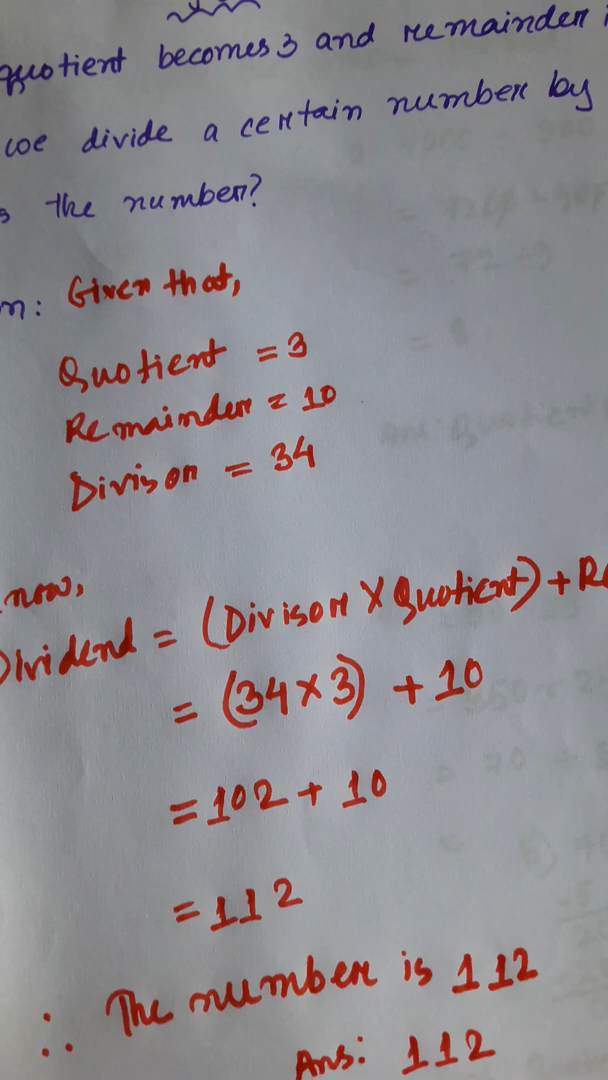 quotient becomes 3 and remainder i
we divide a certain number by
s the number?
n: Given that,
Quotient = 3
Remainder = 10
Divisor = 34
now,
Dividend = (Divisor X Quotient) + Re
= (34 X 3) + 10
= 102 + 10
= 112
∴ The number is 112
Ans: 112